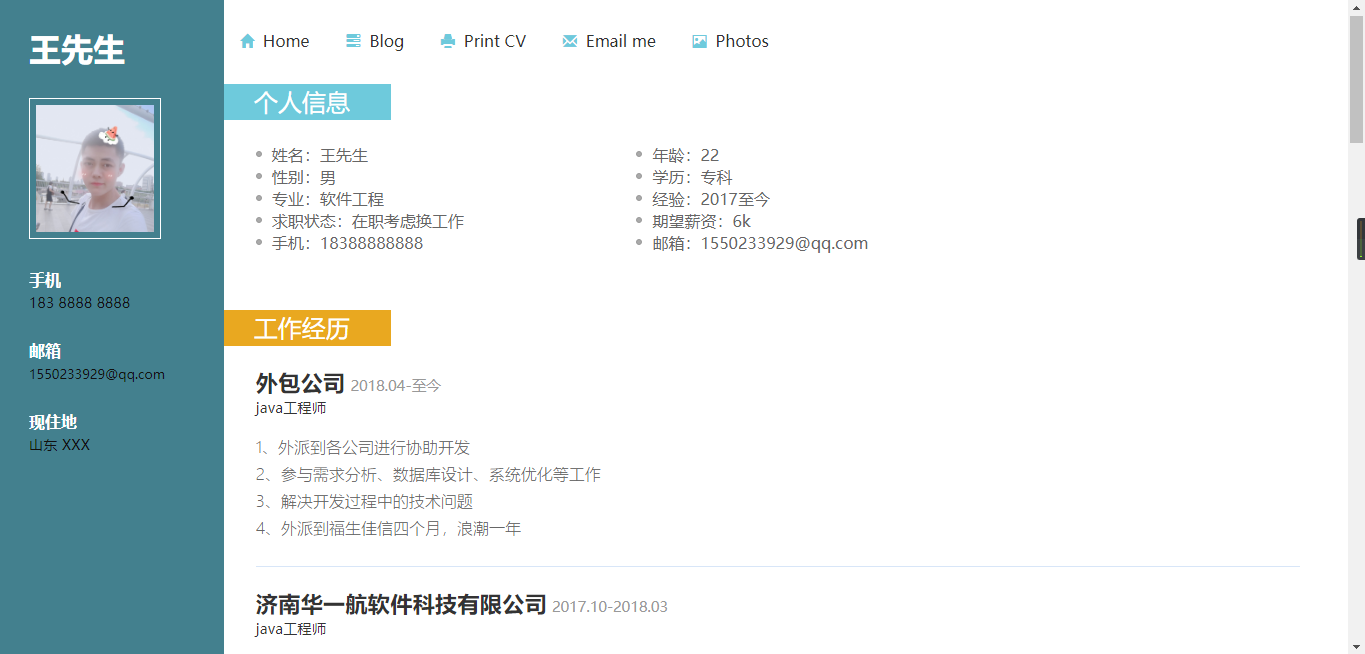 王先生
手机
183 8888 8888
邮箱
1550233929@qq.com
现住地
山东 XXX
Home Blog Print CV Email me Photos
个人信息
姓名：王先生
性别：男
专业：软件工程
求职状态：在职考虑换工作
手机：18388888888
年龄：22
学历：专科
经验：2017至今
期望薪资：6k
邮箱：1550233929@qq.com
工作经历
外包公司 2018.04-至今
java工程师
1、外派到各公司进行协助开发
2、参与需求分析、数据库设计、系统优化等工作
3、解决开发过程中的技术问题
4、外派到福生佳信四个月，浪潮一年
济南华一航软件科技有限公司 2017.10-2018.03
java工程师